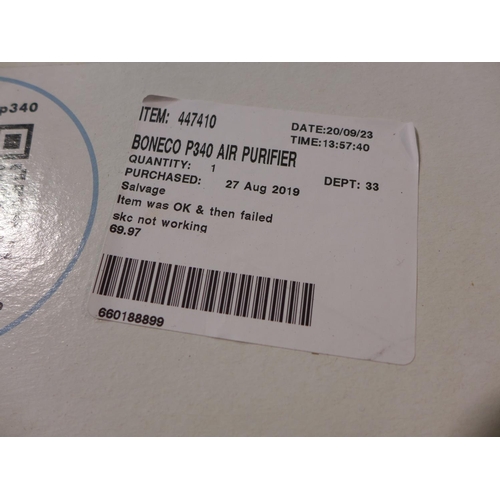 p340
ITEM: 447410
DATE:20/09/23
TIME:13:57:40
BONECO P340 AIR PURIFIER
QUANTITY: 1
PURCHASED: 27 Aug 2019 DEPT: 33
Salvage
Item was OK & then failed
skc not working
69.97
660188899